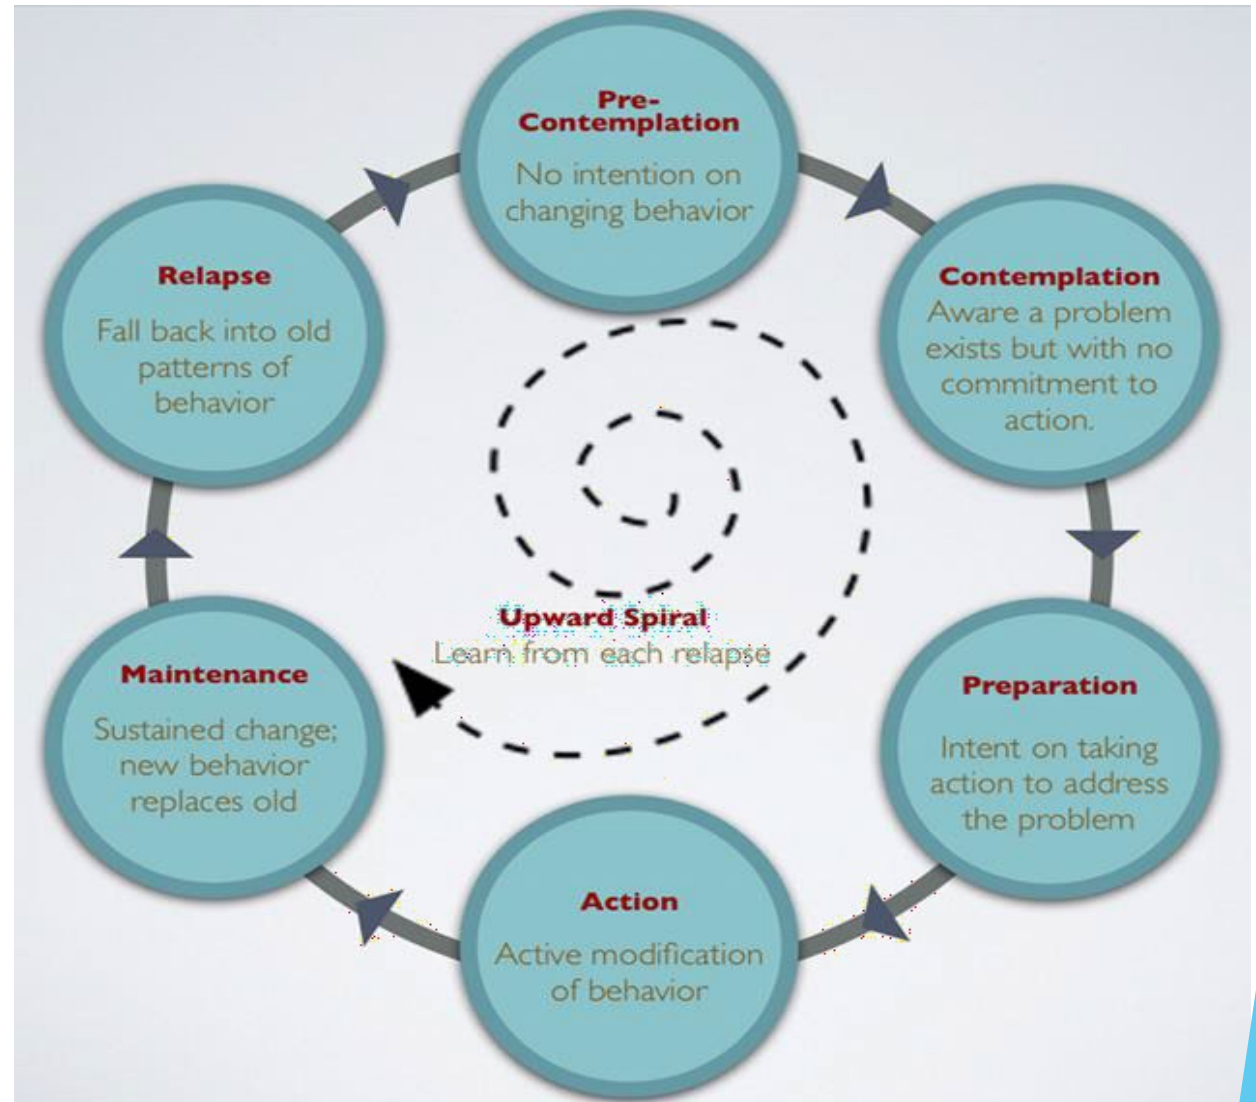 Pre-
Contemplation
No intention on
changing behavior
Contemplation
Aware a problem
exists but with no
commitment to
action.
Preparation
Intent on taking
action to address
the problem
Action
Active modification
of behavior
Maintenance
Sustained change;
new behavior
replaces old
Relapse
Fall back into old
patterns of
behavior
Upward Spiral
Learn from each relapse